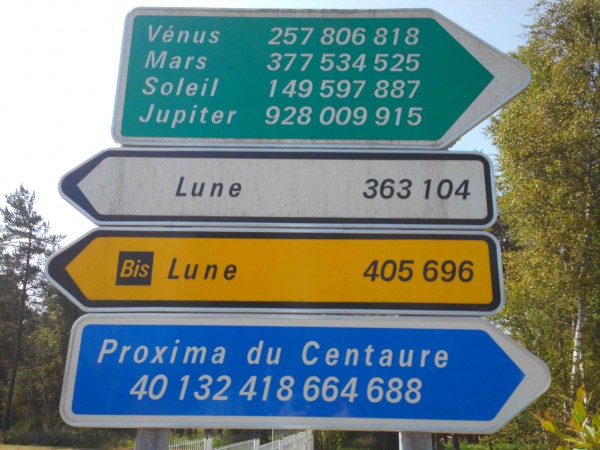 Vénus 257 806 818
Mars 377 534 525
Soleil 149 597 887
Jupiter 928 009 915
Lune 363 104
Bis Lune 405 696
Proxima du Centaure
40 132 418 664 688